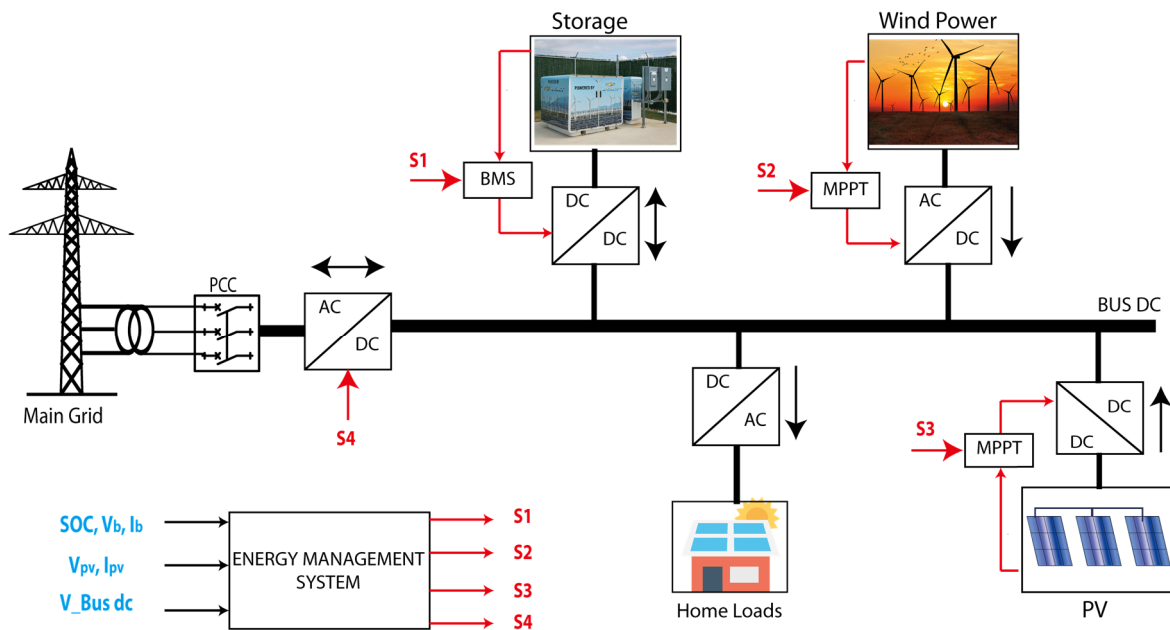 Storage
Wind Power
POWERED BY
S1
BMS
DC
DC
S2
MPPT
AC
DC
PCC
AC
DC
BUS DC
Main Grid
S4
DC
AC
S3
MPPT
DC
DC
SOC, Vb, Ib
Vpv, Ipv
V_Bus dc
ENERGY MANAGEMENT
SYSTEM
S1
S2
S3
S4
Home Loads
PV